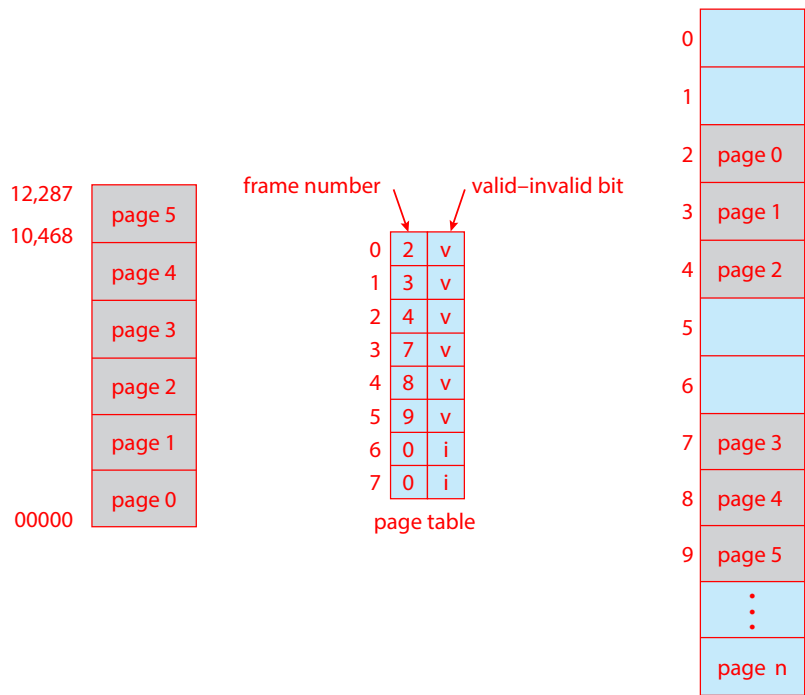 12,287
page 5
10,468
page 4
page 3
page 2
page 1
page 0
00000
frame number
valid–invalid bit
0 2 v
1 3 v
2 4 v
3 7 v
4 8 v
5 9 v
6 0 i
7 0 i
page table
0
1
2 page 0
3 page 1
4 page 2
5
6
7 page 3
8 page 4
9 page 5
page n